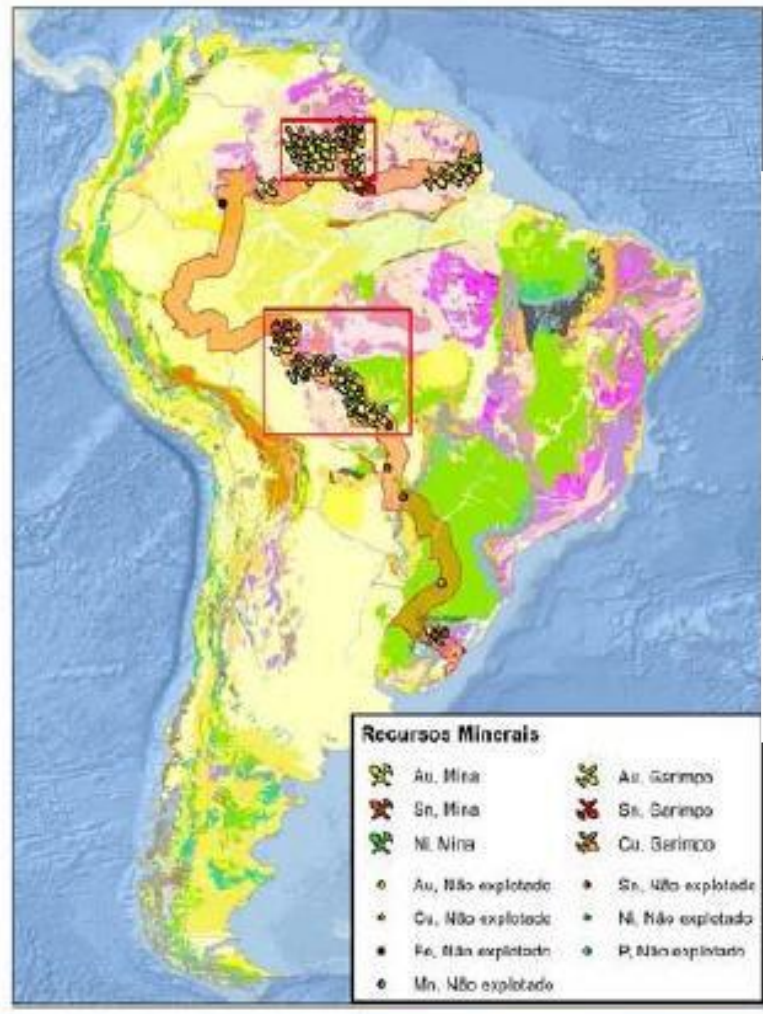 Recursos Minerais
Au, Mina
Au, Garimpo
Sn, Mina
Sn, Garimpo
Ni, Mina
Cu, Garimpo
Au, Não explotado
Sn, Não explotado
Cu, Não explotado
Ni, Não explotado
Fe, Não explotado
P, Não explotado
Mn, Não explotado